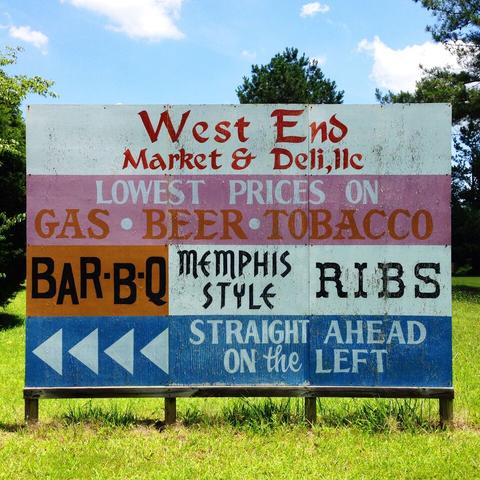 West End
Market & Deli,llc
LOWEST PRICES ON
GAS • BEER • TOBACCO
BAR-B-Q
MEMPHIS
STYLE
RIBS
STRAIGHT AHEAD
ON the LEFT